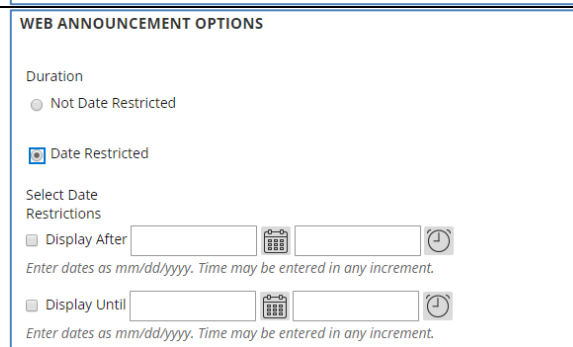 WEB ANNOUNCEMENT OPTIONS
Duration
Not Date Restricted
Date Restricted
Select Date
Restrictions
Display After
Enter dates as mm/dd/yyyy. Time may be entered in any increment.
Display Until
Enter dates as mm/dd/yyyy. Time may be entered in any increment.